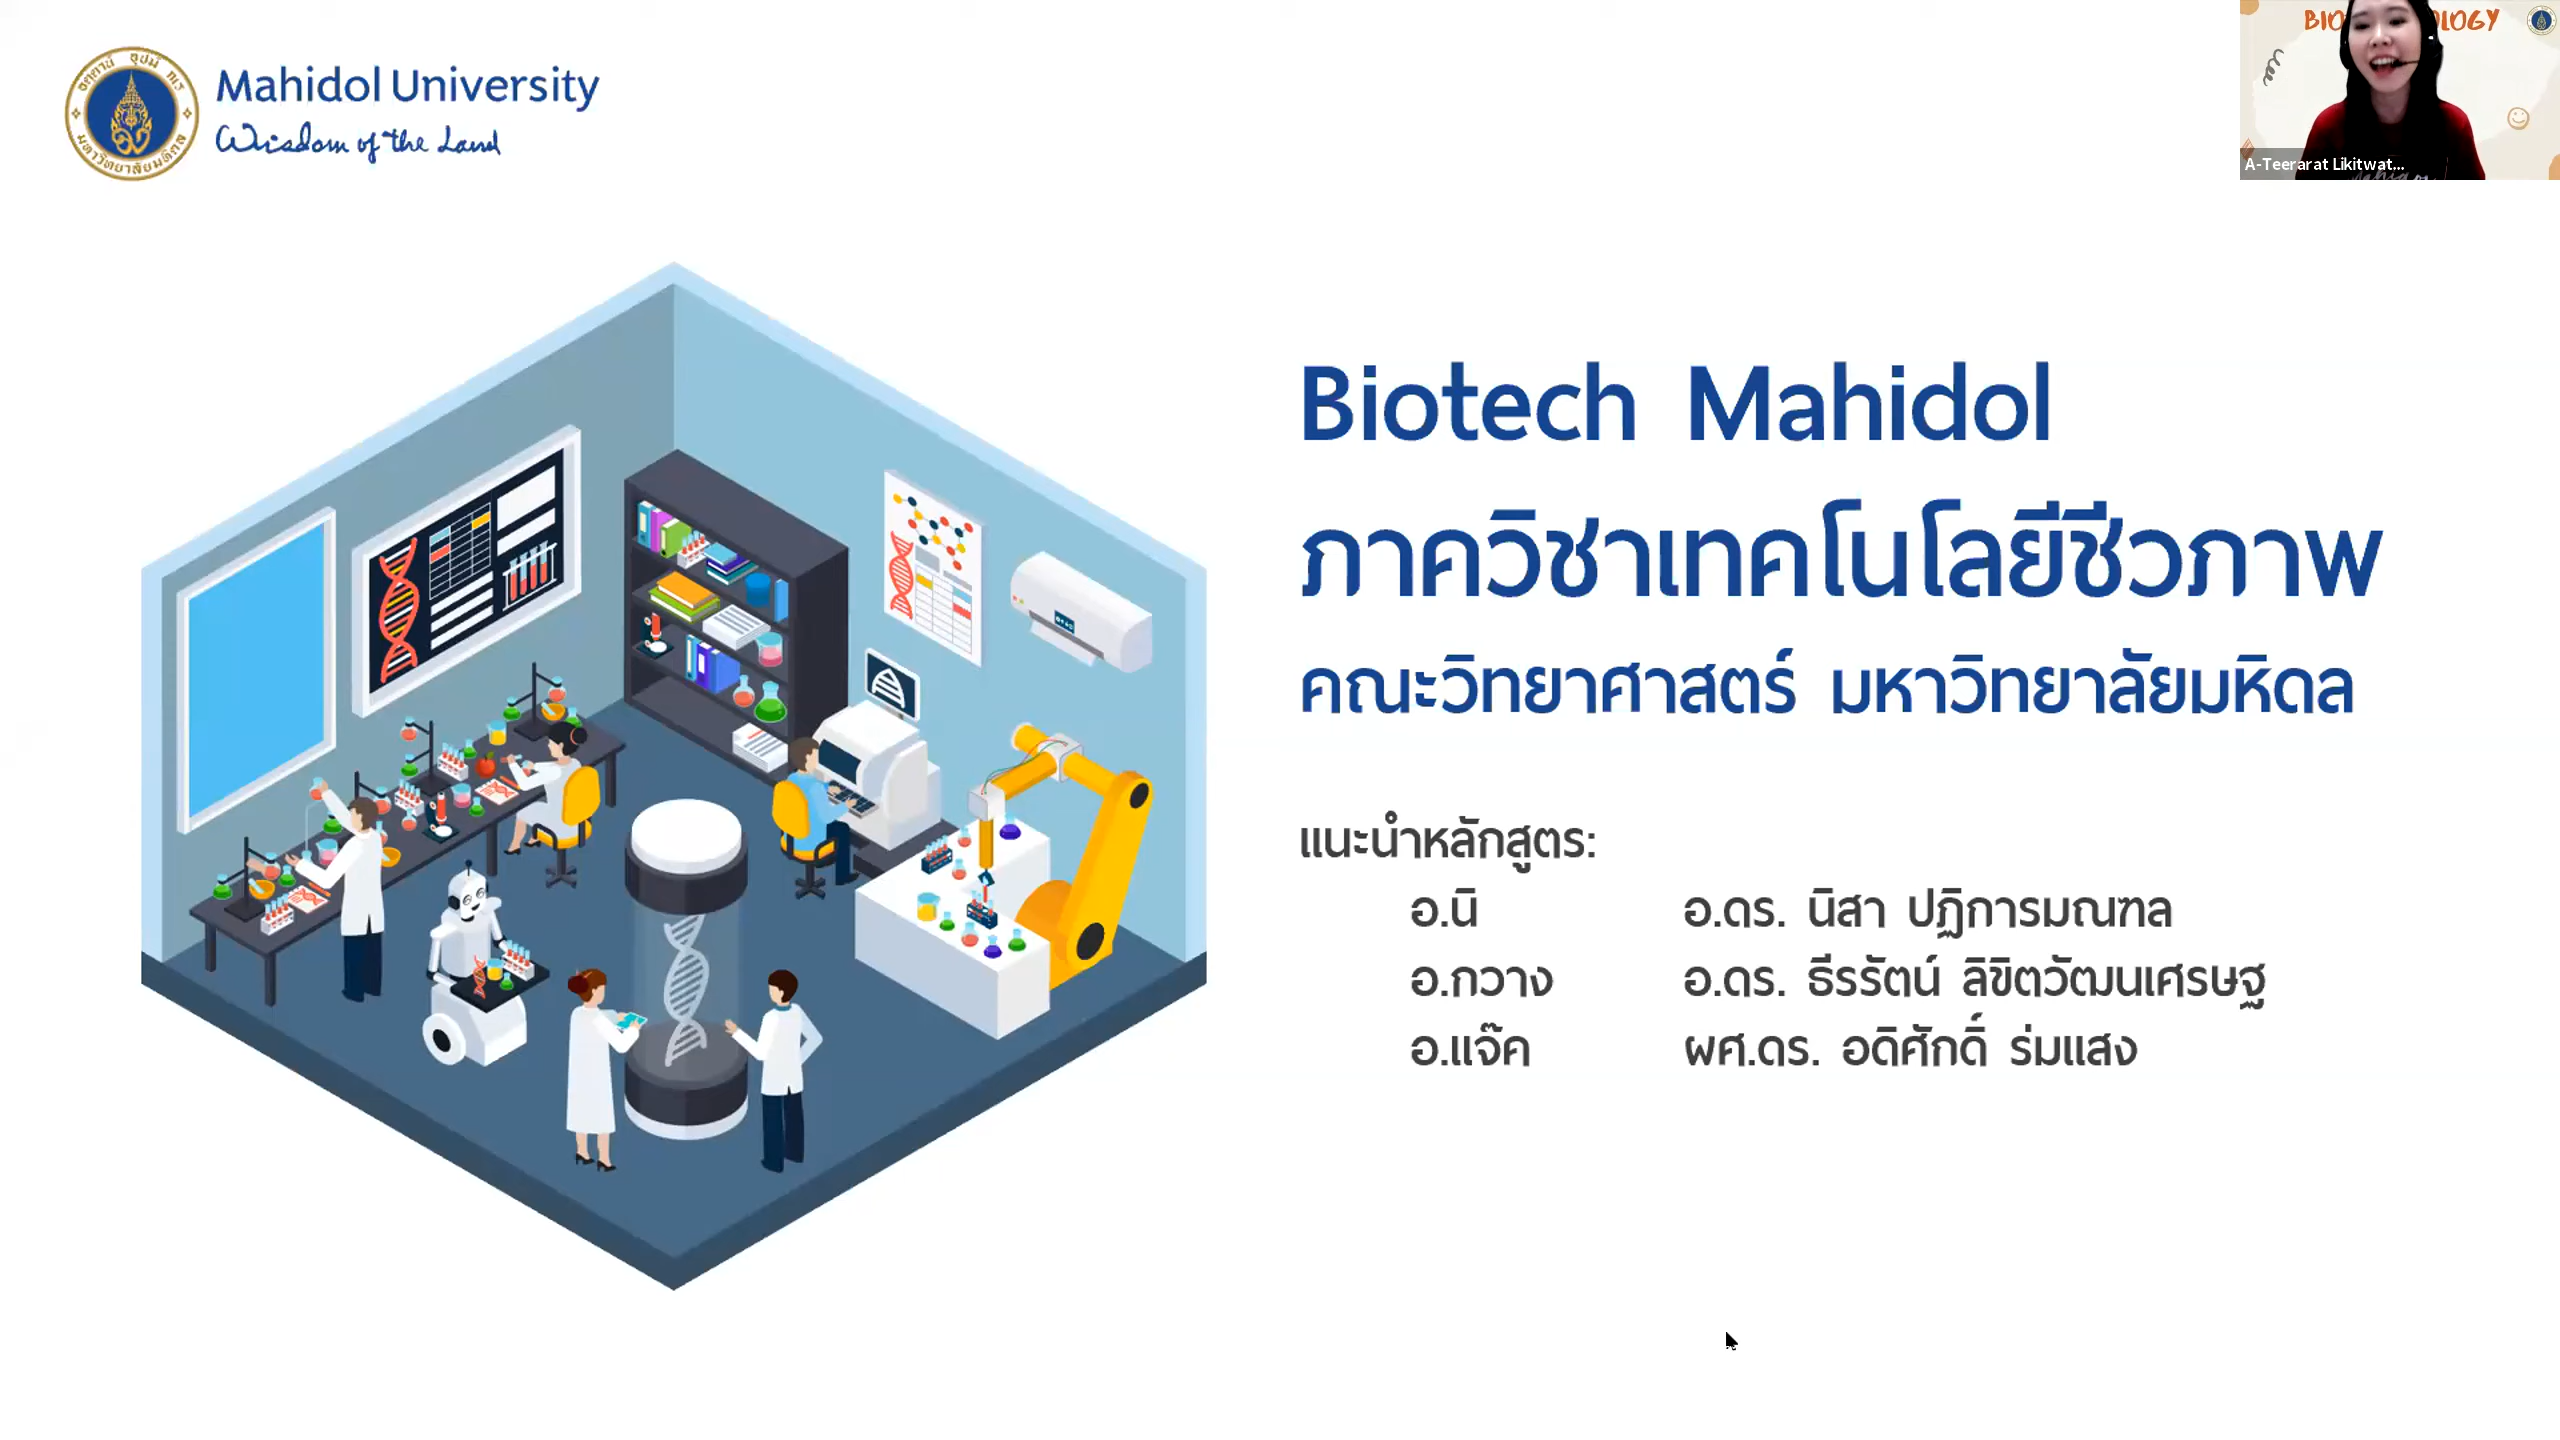 Mahidol University
Wisdom of the Land
A-Teerarat Likitwat...
Biotech Mahidol
ภาควิชาเทคโนโลยีชีวภาพ
คณะวิทยาศาสตร์ มหาวิทยาลัยมหิดล
แนะนำหลักสูตร:
อ.นิ อ.ดร. นิสา ปฏิการมณฑล
อ.กวาง อ.ดร. ธีรรัตน์ ลิขิตวัฒนเศรษฐ
อ.แจ๊ค ผศ.ดร. อดิศักดิ์ ร่มแสง